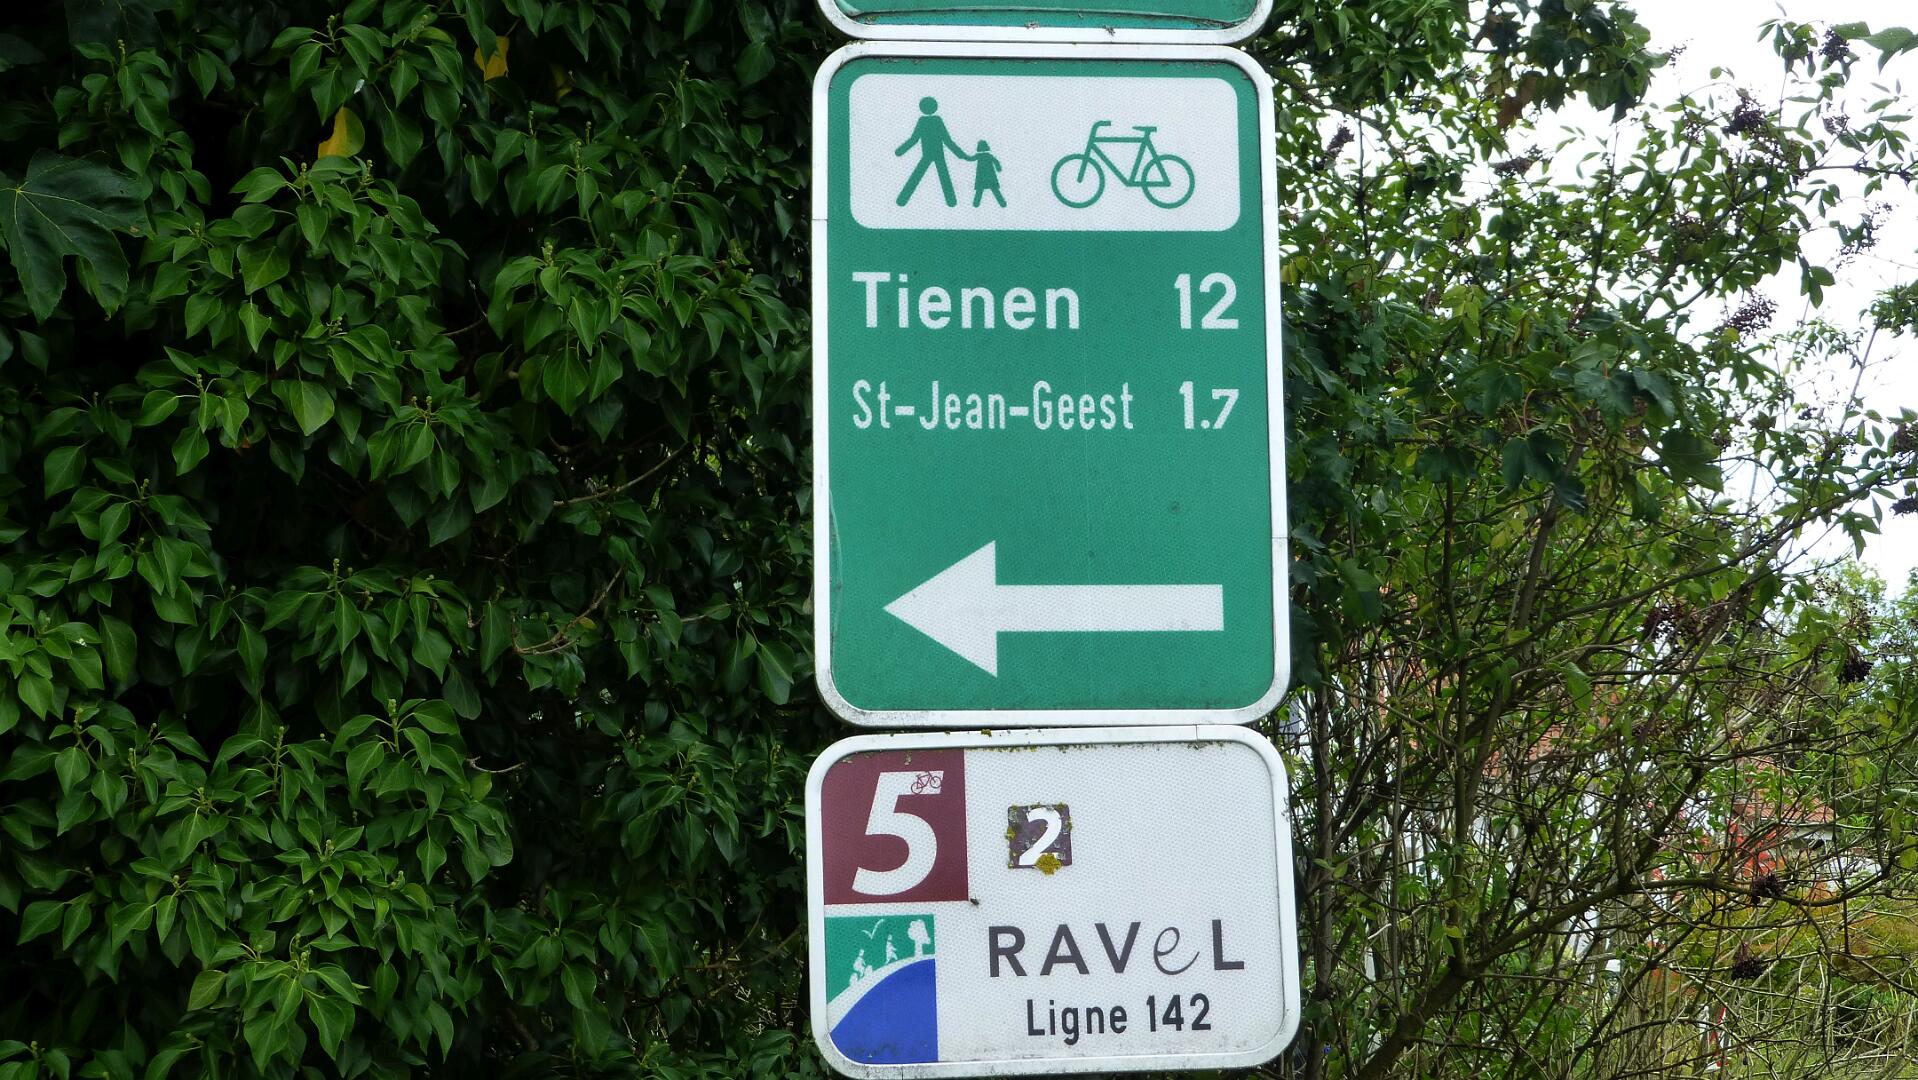 Tienen 12
St-Jean-Geest 1.7
5
2
RAVeL
Ligne 142